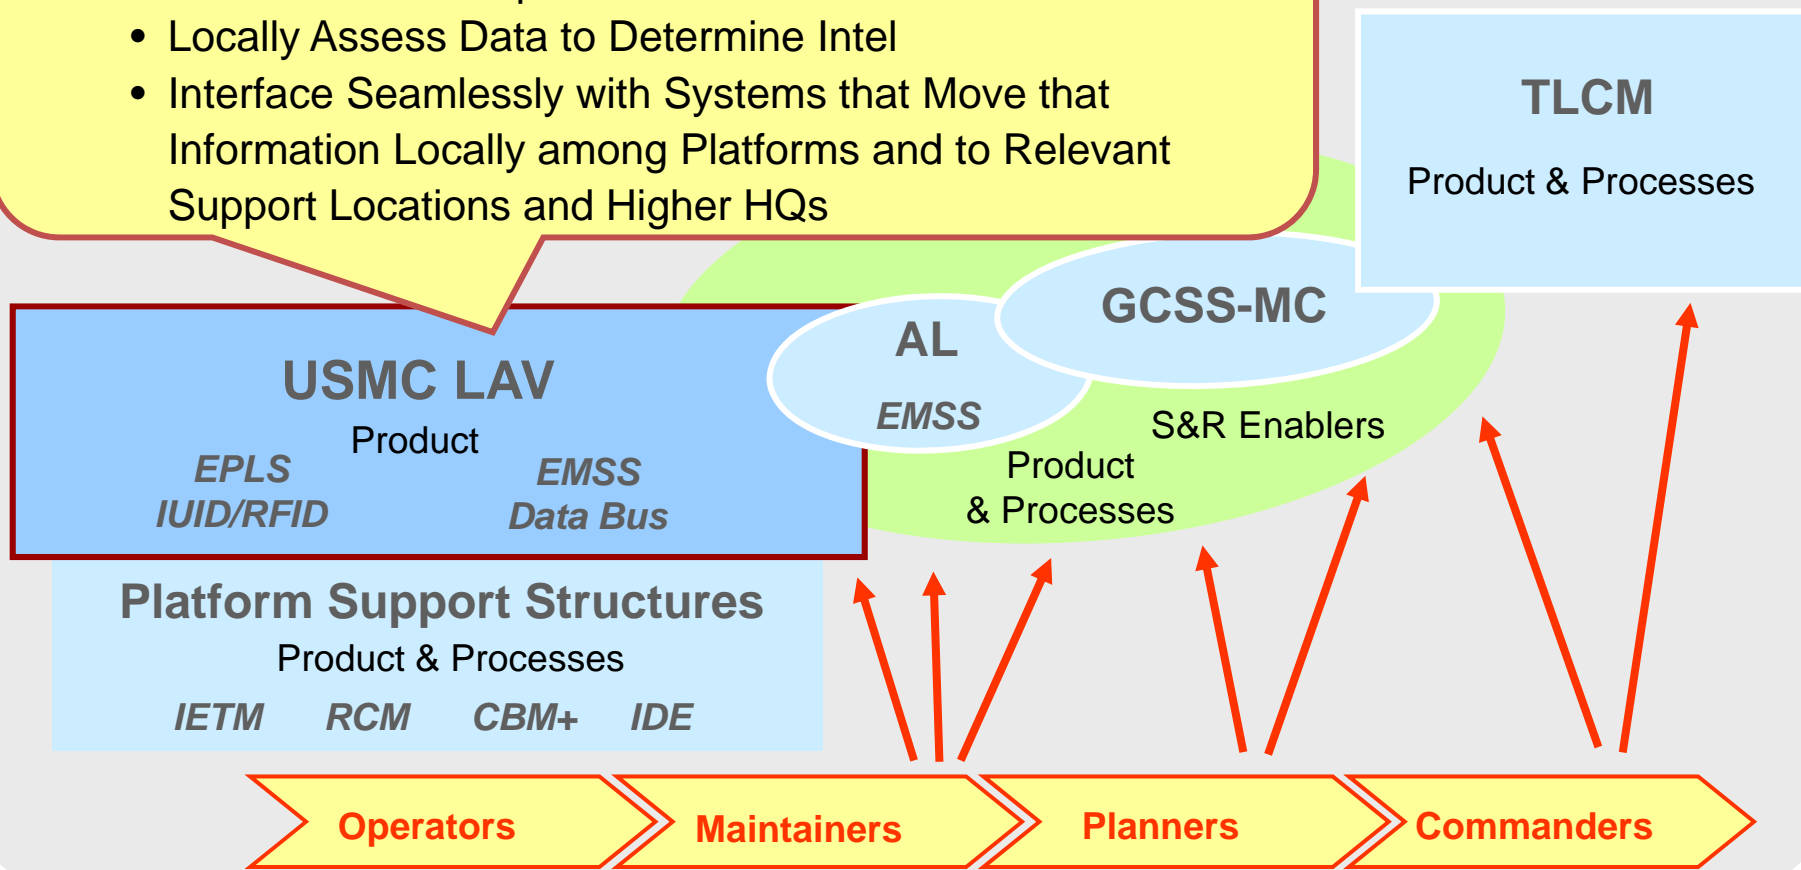 • Locally Assess Data to Determine Intel
• Interface Seamlessly with Systems that Move that
Information Locally among Platforms and to Relevant
Support Locations and Higher HQs
TLCM
Product & Processes
GCSS-MC
AL
EMSS
S&R Enablers
Product
& Processes
USMC LAV
Product
EPLS
IUID/RFID
EMSS
Data Bus
Platform Support Structures
Product & Processes
IETM RCM CBM+ IDE
Operators Maintainers Planners Commanders